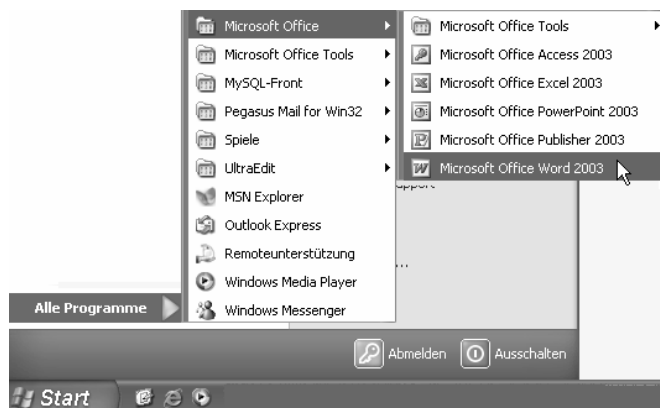 Microsoft Office
Microsoft Office Tools
MySQL-Front
Pegasus Mail for Win32
Spiele
UltraEdit
MSN Explorer
Outlook Express
Remoteunterstützung
Windows Media Player
Windows Messenger
Microsoft Office Tools
Microsoft Office Access 2003
Microsoft Office Excel 2003
Microsoft Office PowerPoint 2003
Microsoft Office Publisher 2003
Microsoft Office Word 2003
...
Alle Programme
Abmelden
Ausschalten
Start